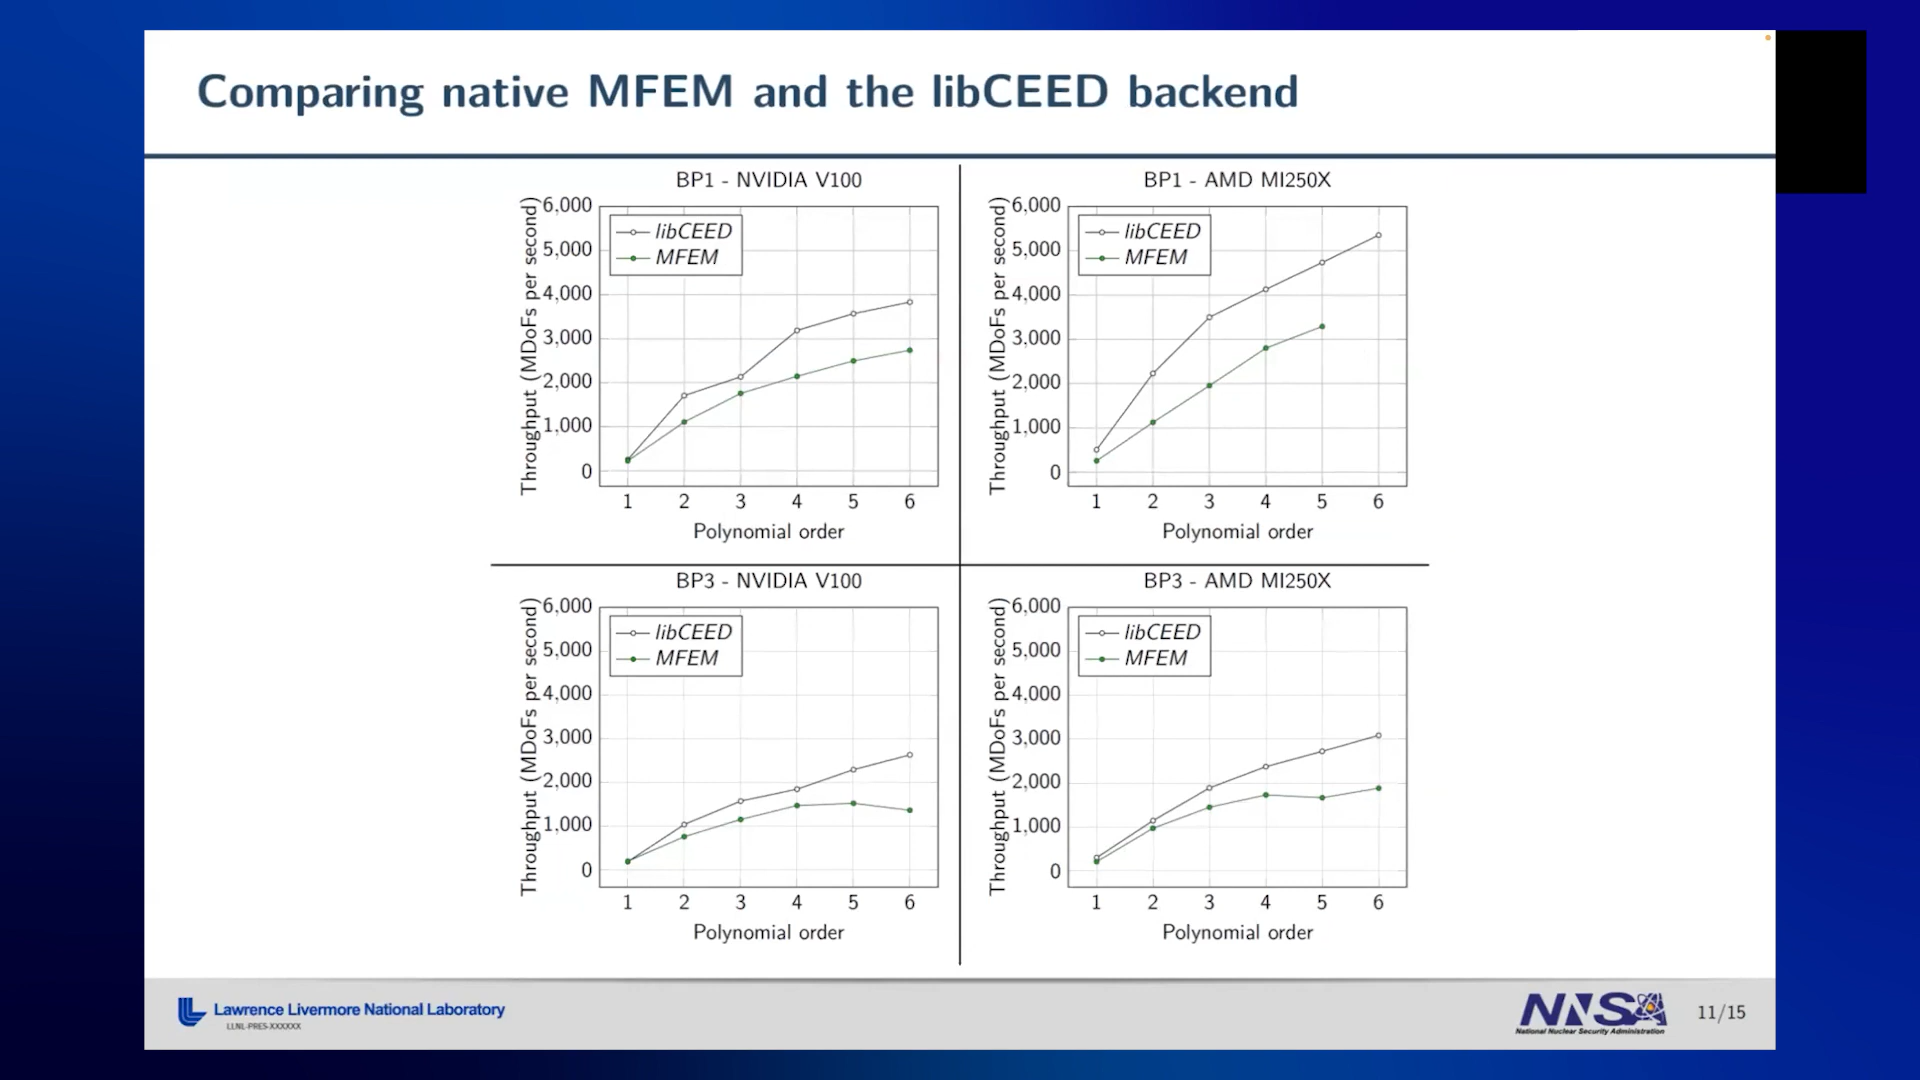 Comparing native MFEM and the libCEED backend
BP1 - NVIDIA V100
Throughput (MDoFs per second)
6,000
5,000
4,000
3,000
2,000
1,000
0
libCEED
MFEM
1 2 3 4 5 6
Polynomial order
BP1 - AMD MI250X
Throughput (MDoFs per second)
6,000
5,000
4,000
3,000
2,000
1,000
0
libCEED
MFEM
1 2 3 4 5 6
Polynomial order
BP3 - NVIDIA V100
Throughput (MDoFs per second)
6,000
5,000
4,000
3,000
2,000
1,000
0
libCEED
MFEM
1 2 3 4 5 6
Polynomial order
BP3 - AMD MI250X
Throughput (MDoFs per second)
6,000
5,000
4,000
3,000
2,000
1,000
0
libCEED
MFEM
1 2 3 4 5 6
Polynomial order
Lawrence Livermore National Laboratory
LLNL-PRES-XXXXXX
NNSA
National Nuclear Security Administration
11/15